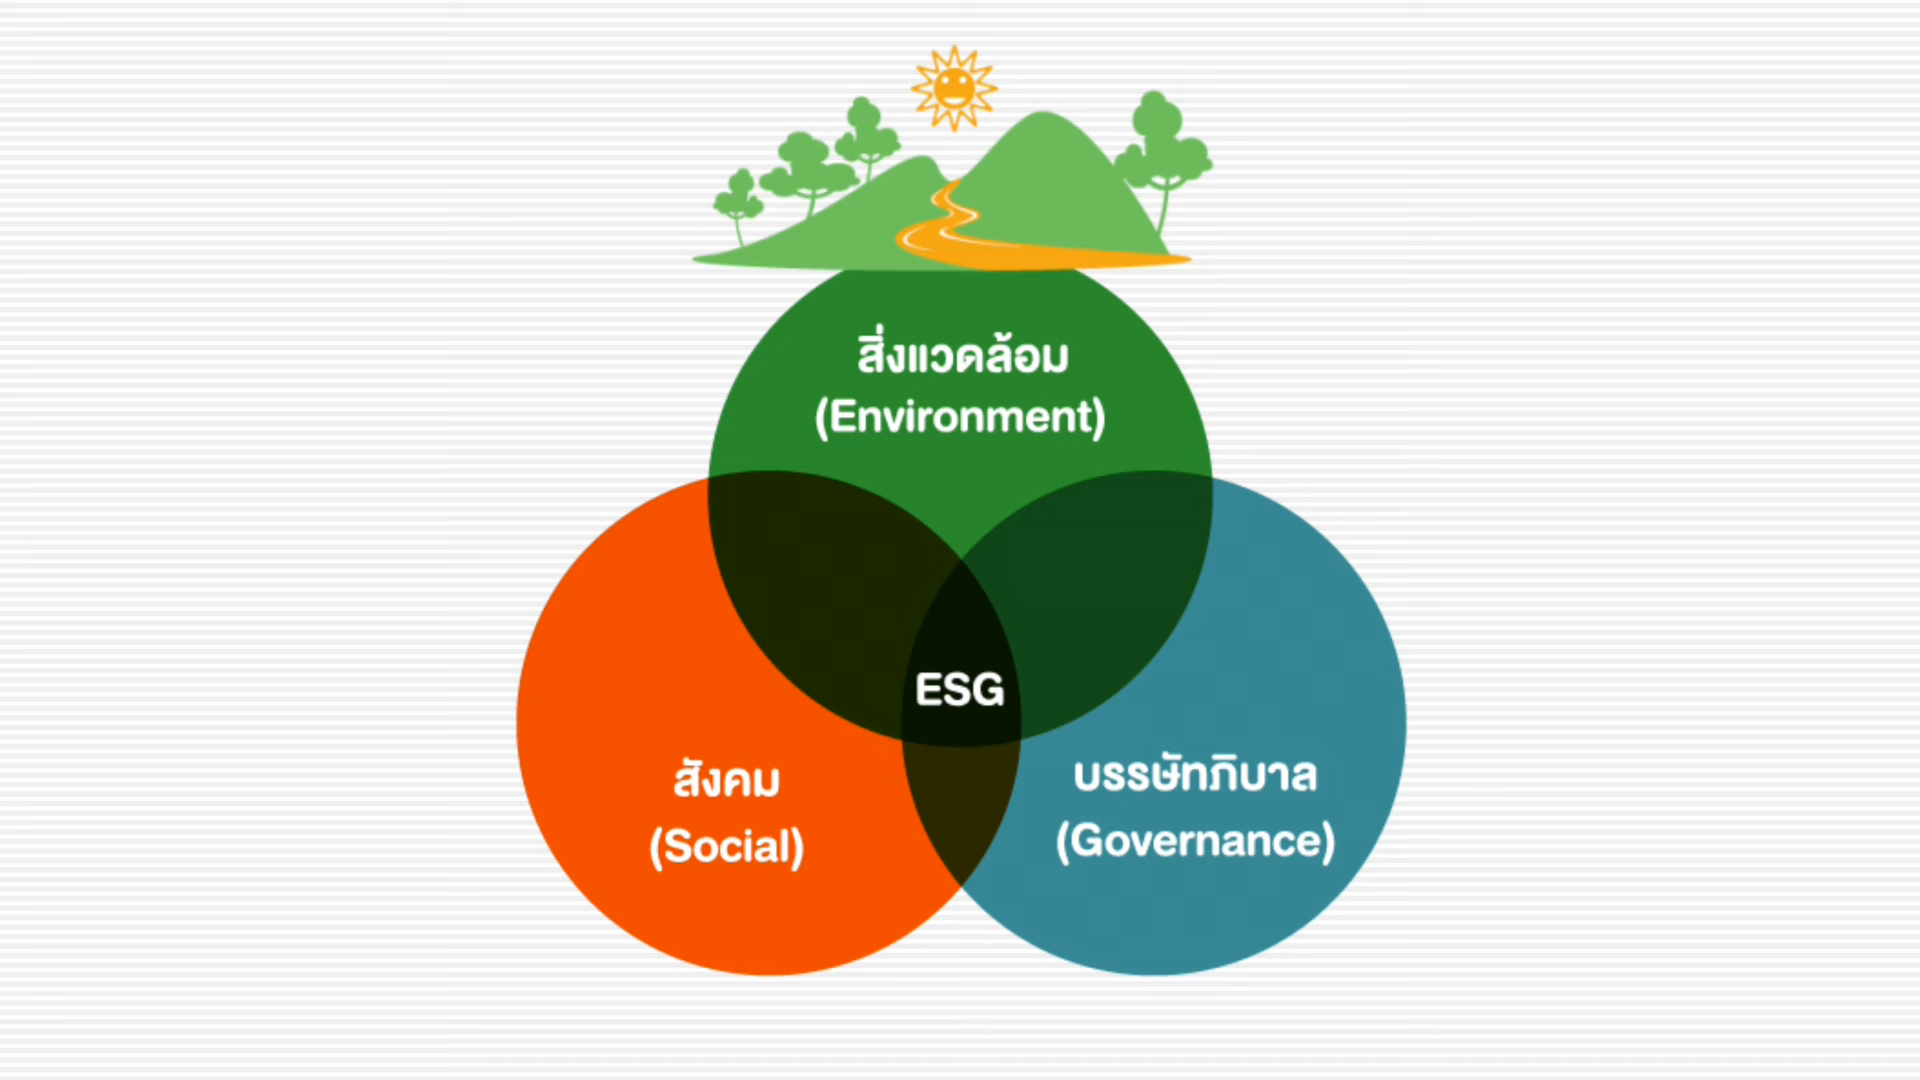 สิ่งแวดล้อม
(Environment)
ESG
สังคม
(Social)
บรรษัทภิบาล
(Governance)